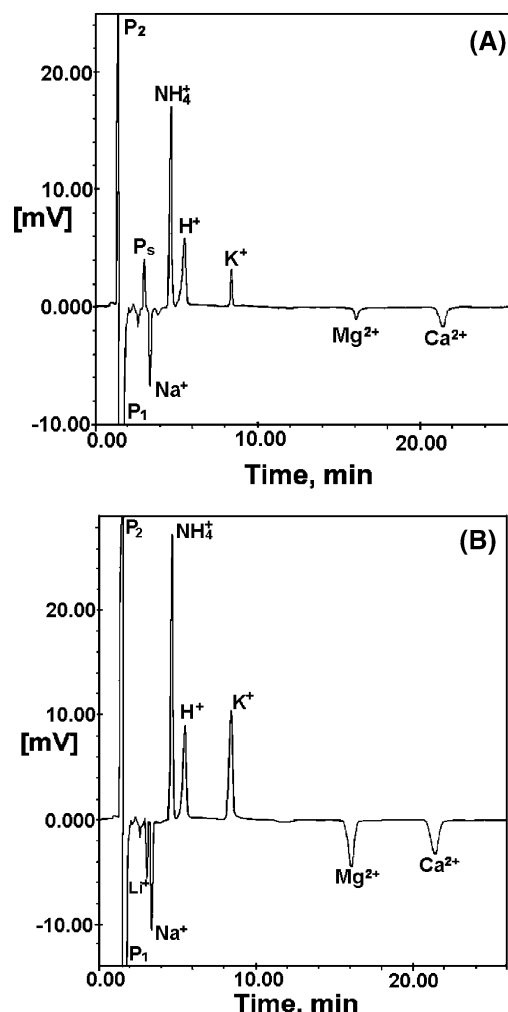 P₂
(A)
20.00
NH₄⁺
10.00
[mV]
H⁺
Pₛ
K⁺
0.000
Mg²⁺
Ca²⁺
Na⁺
P₁
-10.00
0.00 10.00 20.00
Time, min
P₂
NH₄⁺
(B)
20.00
H⁺
K⁺
10.00
[mV]
0.000
Mg²⁺
Ca²⁺
Li⁺
Na⁺
-10.00
P₁
0.00 10.00 20.00
Time, min